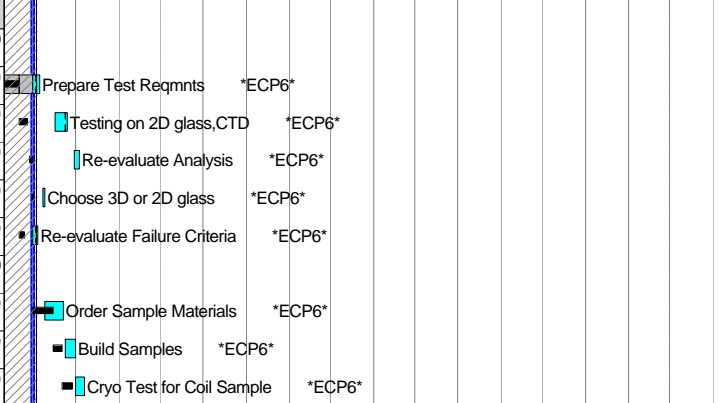 Prepare Test Reqmnts *ECP6*
Testing on 2D glass,CTD *ECP6*
Re-evaluate Analysis *ECP6*
Choose 3D or 2D glass *ECP6*
Re-evaluate Failure Criteria *ECP6*
Order Sample Materials *ECP6*
Build Samples *ECP6*
Cryo Test for Coil Sample *ECP6*